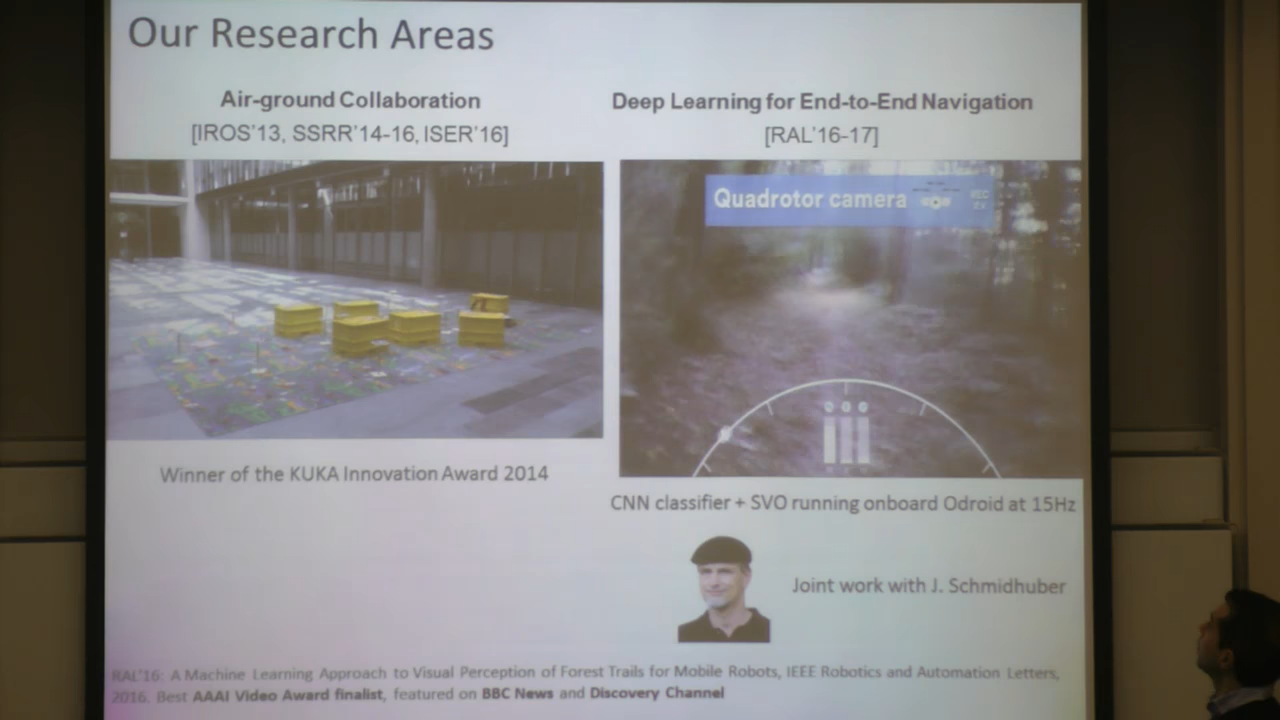 Our Research Areas
Air-ground Collaboration
[IROS'13, SSRR'14-16, ISER'16]
Deep Learning for End-to-End Navigation
[RAL'16-17]
Quadrotor camera
REC
Winner of the KUKA Innovation Award 2014
CNN classifier + SVO running onboard Odroid at 15Hz
Joint work with J. Schmidhuber
RAL'16: A Machine Learning Approach to Visual Perception of Forest Trails for Mobile Robots, IEEE Robotics and Automation Letters,
2016. Best AAAI Video Award finalist, featured on BBC News and Discovery Channel